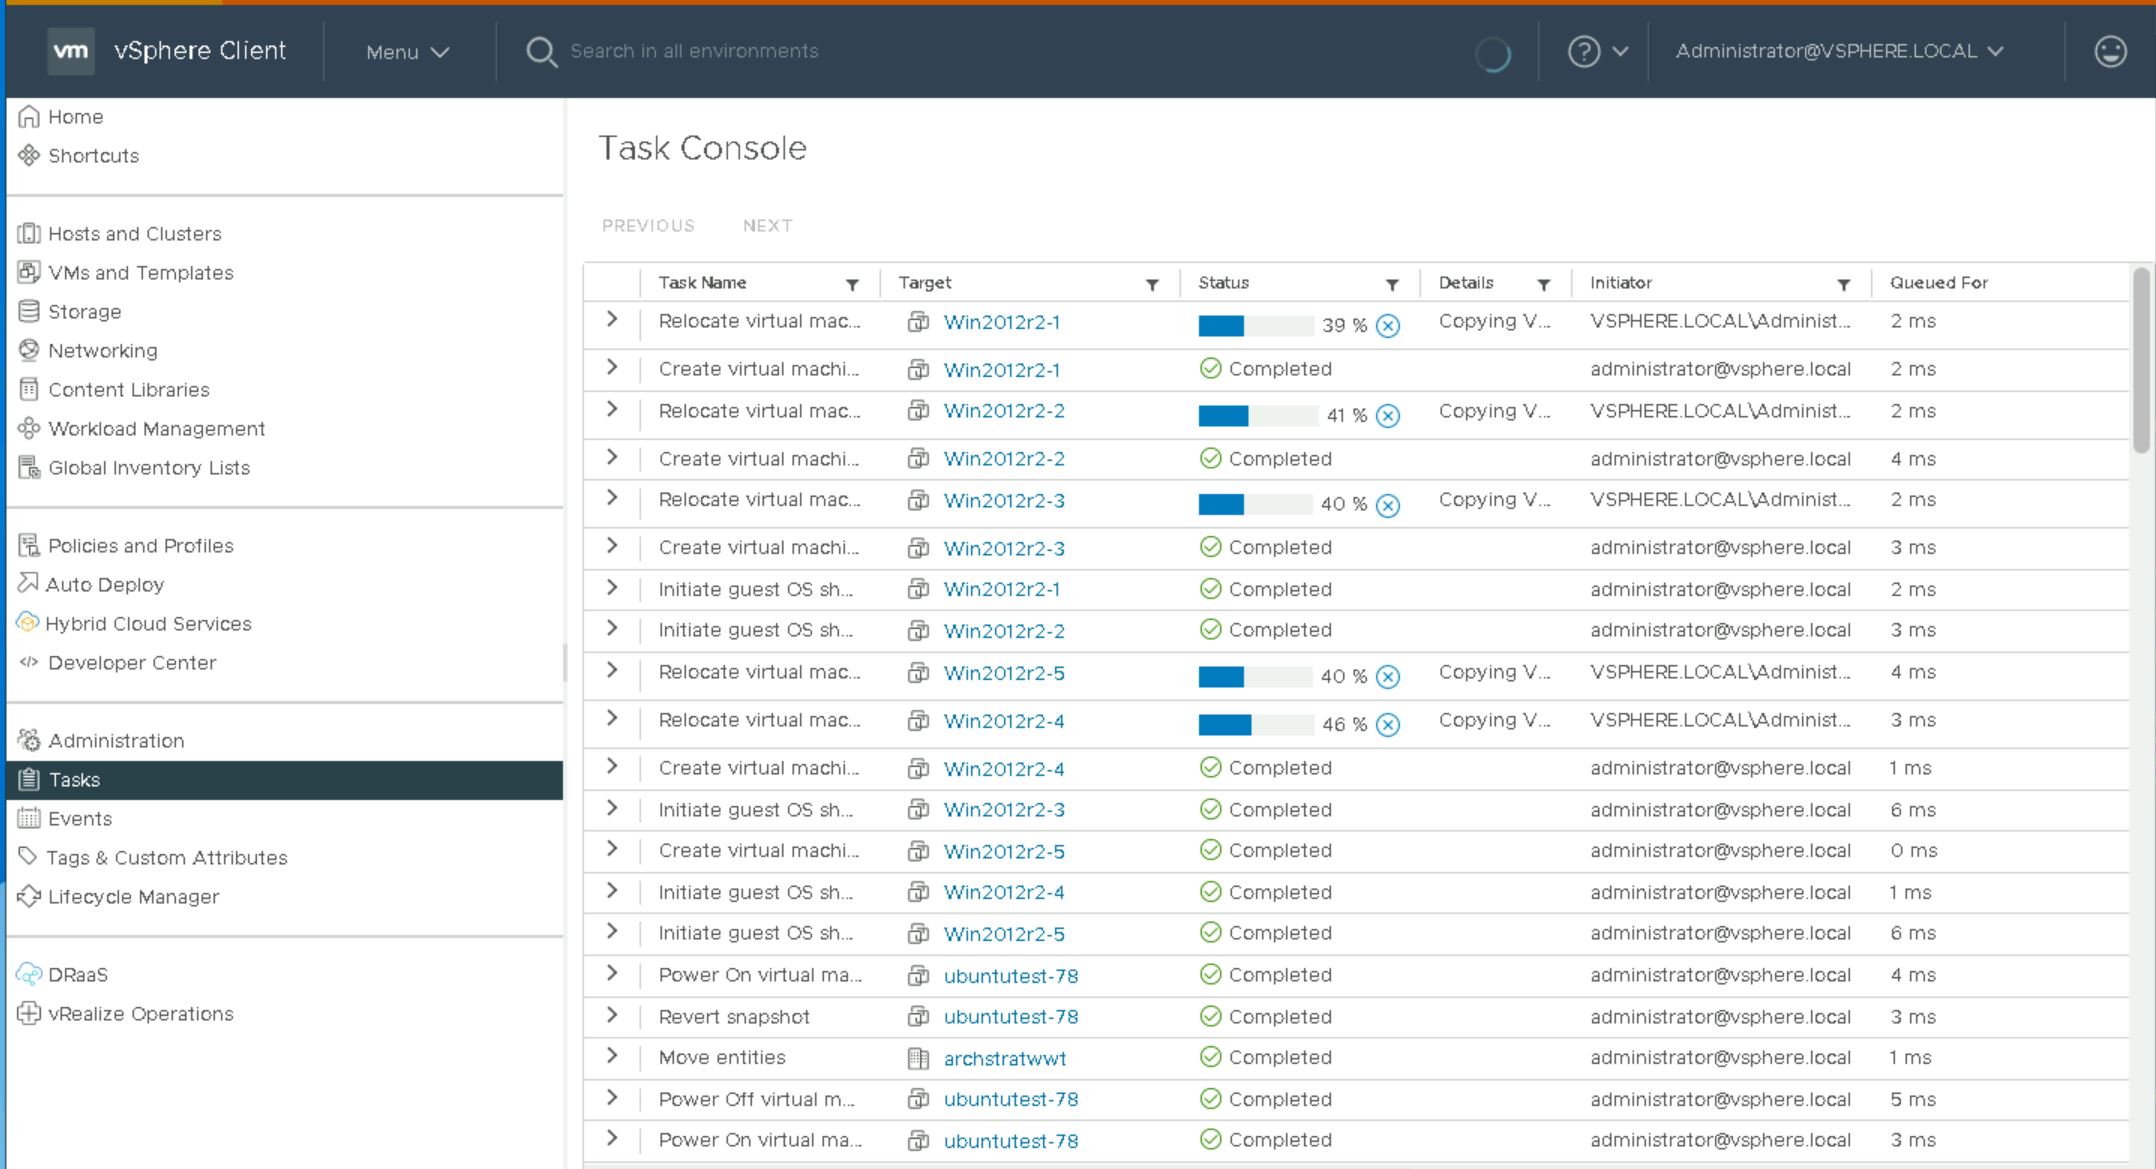 vm vSphere Client Menu Search in all environments ? Administrator@VSPHERE.LOCAL
Home
Shortcuts
Hosts and Clusters
VMs and Templates
Storage
Networking
Content Libraries
Workload Management
Global Inventory Lists
Policies and Profiles
Auto Deploy
Hybrid Cloud Services
Developer Center
Administration
Tasks
Events
Tags & Custom Attributes
Lifecycle Manager
DRaaS
vRealize Operations
Task Console
PREVIOUS NEXT
Task Name Target Status Details Initiator Queued For
Relocate virtual mac... Win2012r2-1 39 % Copying V... VSPHERE.LOCAL\Administ... 2 ms
Create virtual machi... Win2012r2-1 Completed administrator@vsphere.local 2 ms
Relocate virtual mac... Win2012r2-2 41 % Copying V... VSPHERE.LOCAL\Administ... 2 ms
Create virtual machi... Win2012r2-2 Completed administrator@vsphere.local 4 ms
Relocate virtual mac... Win2012r2-3 40 % Copying V... VSPHERE.LOCAL\Administ... 2 ms
Create virtual machi... Win2012r2-3 Completed administrator@vsphere.local 3 ms
Initiate guest OS sh... Win2012r2-1 Completed administrator@vsphere.local 2 ms
Initiate guest OS sh... Win2012r2-2 Completed administrator@vsphere.local 3 ms
Relocate virtual mac... Win2012r2-5 40 % Copying V... VSPHERE.LOCAL\Administ... 4 ms
Relocate virtual mac... Win2012r2-4 46 % Copying V... VSPHERE.LOCAL\Administ... 3 ms
Create virtual machi... Win2012r2-4 Completed administrator@vsphere.local 1 ms
Initiate guest OS sh... Win2012r2-3 Completed administrator@vsphere.local 6 ms
Create virtual machi... Win2012r2-5 Completed administrator@vsphere.local 0 ms
Initiate guest OS sh... Win2012r2-4 Completed administrator@vsphere.local 1 ms
Initiate guest OS sh... Win2012r2-5 Completed administrator@vsphere.local 6 ms
Power On virtual ma... ubuntutest-78 Completed administrator@vsphere.local 4 ms
Revert snapshot ubuntutest-78 Completed administrator@vsphere.local 3 ms
Move entities archstratwwt Completed administrator@vsphere.local 1 ms
Power Off virtual m... ubuntutest-78 Completed administrator@vsphere.local 5 ms
Power On virtual ma... ubuntutest-78 Completed administrator@vsphere.local 3 ms